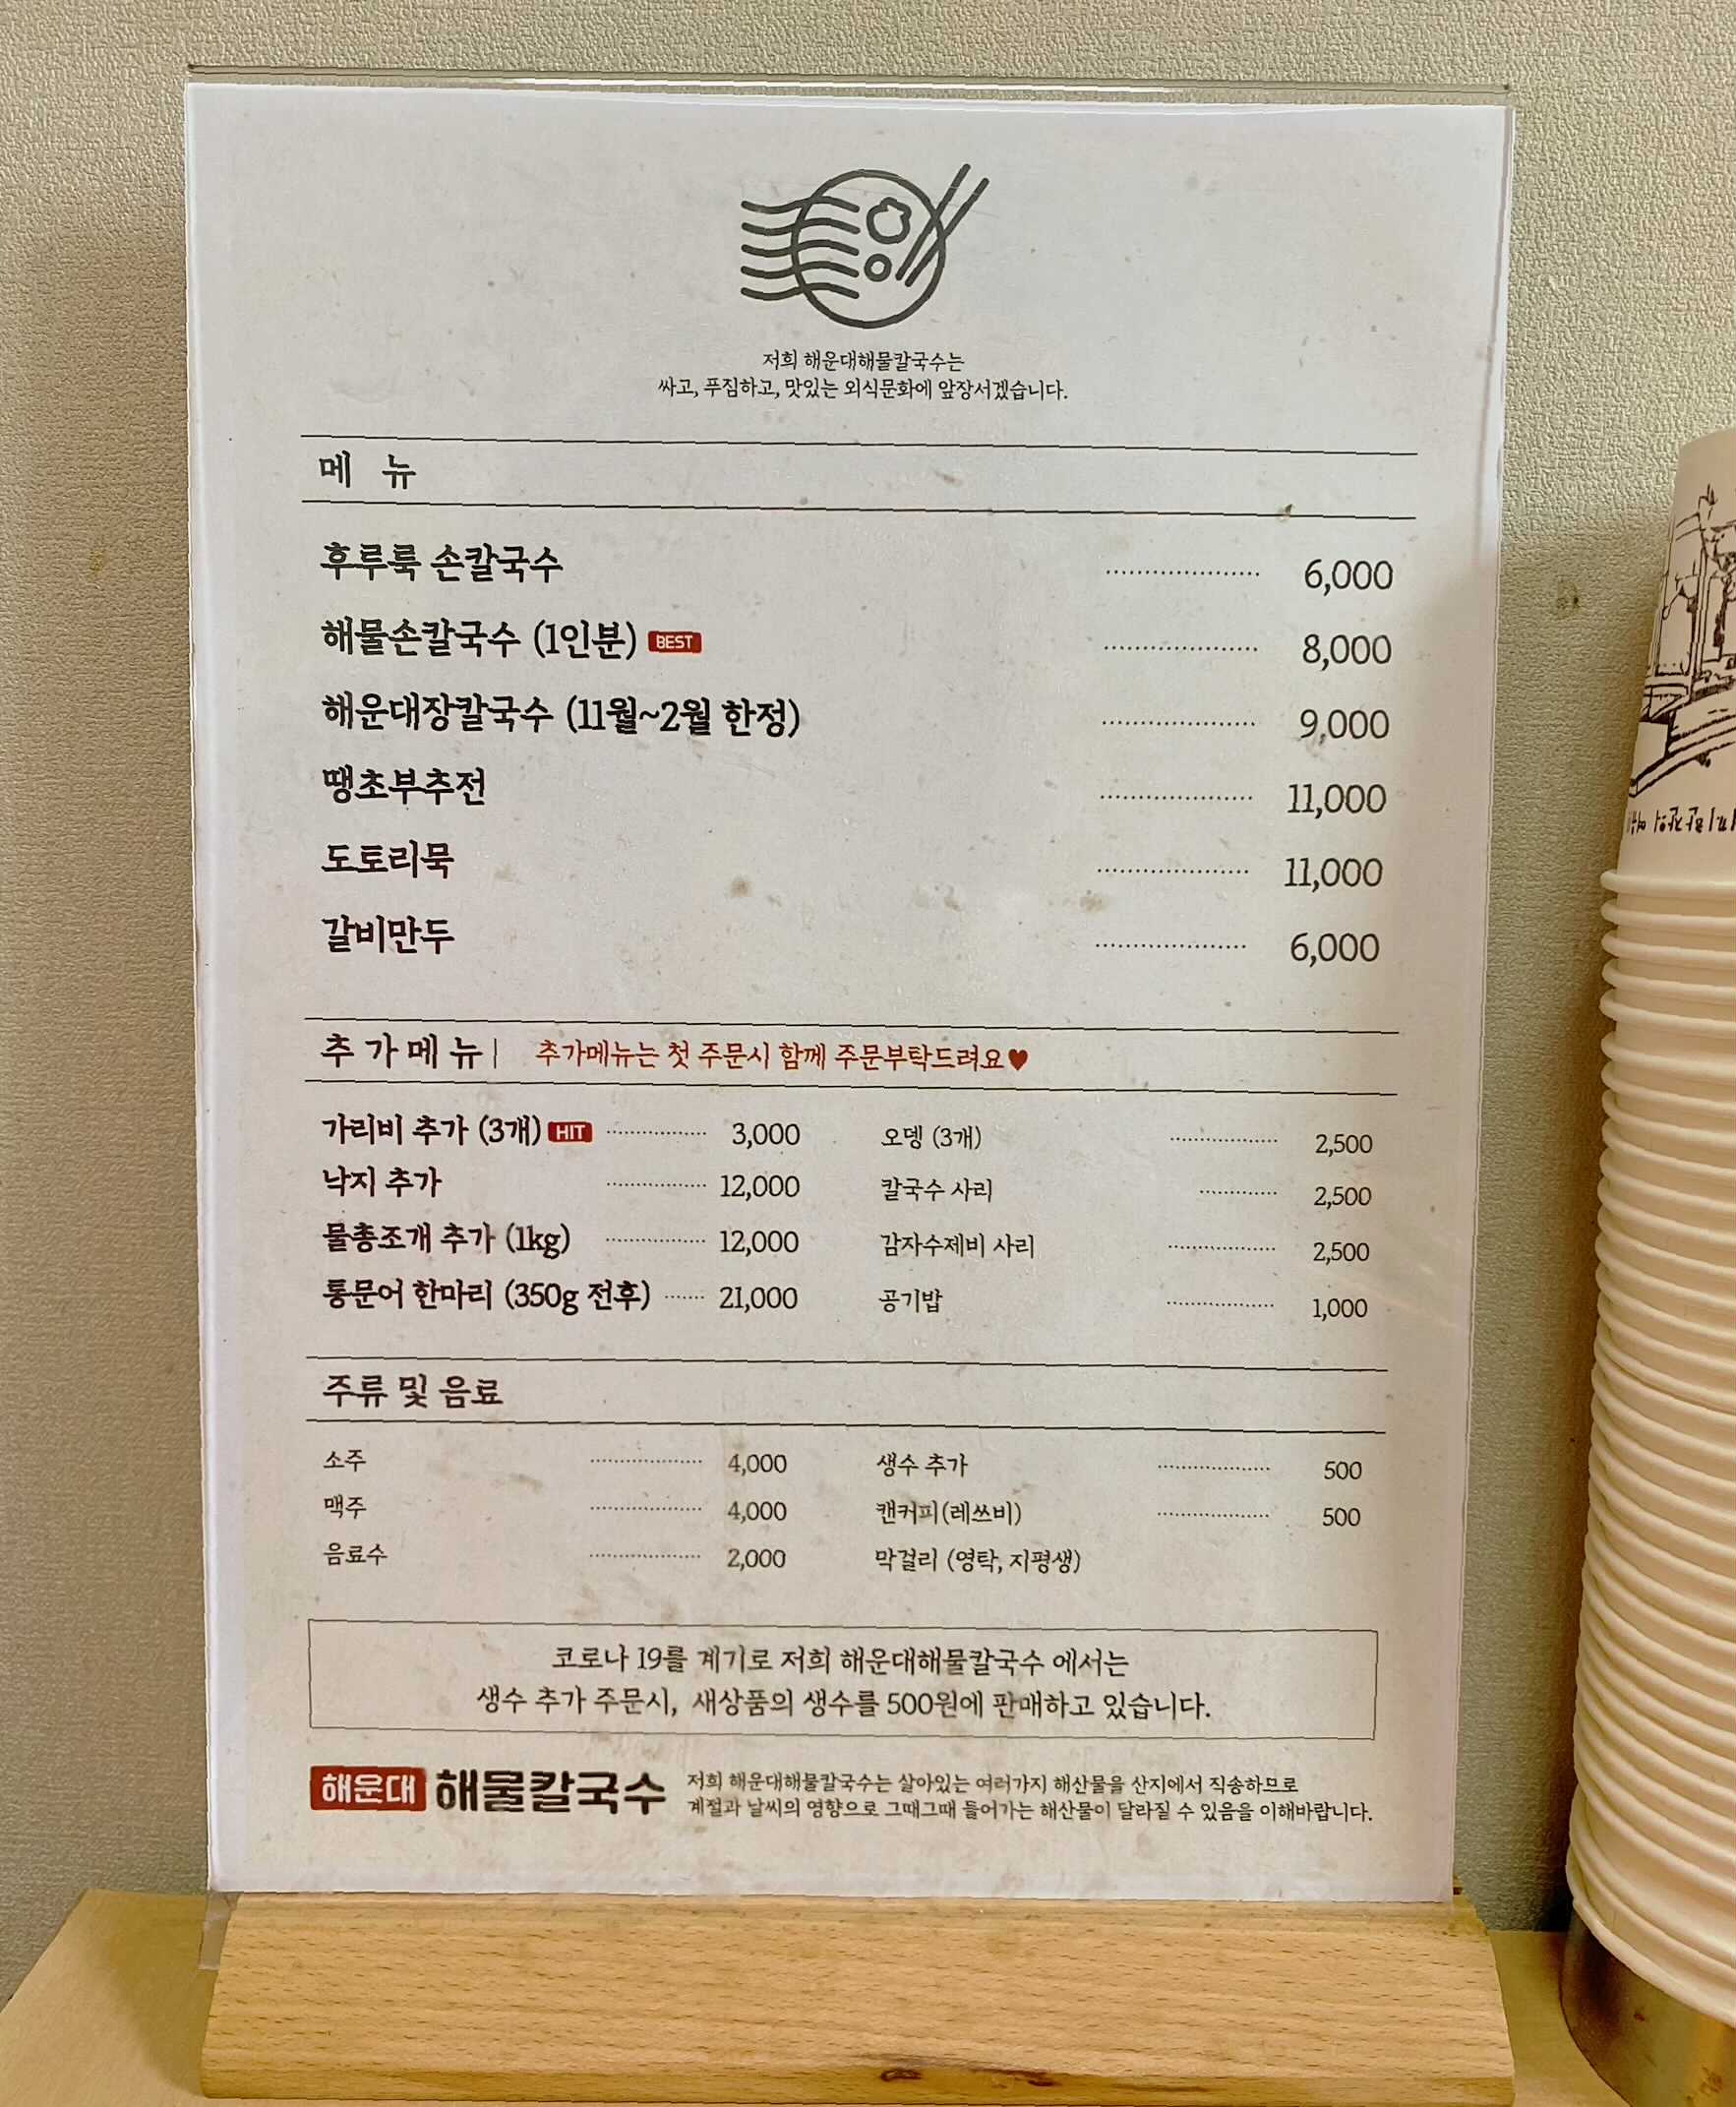 저희 해운대해물칼국수는
싸고, 푸짐하고, 맛있는 외식문화에 앞장서겠습니다.
메 뉴
후루룩 손칼국수 ···················· 6,000
해물손칼국수 (1인분) BEST ···················· 8,000
해운대장칼국수 (11월~2월 한정) ···················· 9,000
땡초부추전 ···················· 11,000
도토리묵 ···················· 11,000
갈비만두 ···················· 6,000
추 가 메 뉴 | 추가메뉴는 첫 주문시 함께 주문부탁드려요♥
가리비 추가 (3개) HIT ················ 3,000
낙지 추가 ················ 12,000
물총조개 추가 (1kg) ················ 12,000
통문어 한마리 (350g 전후) ······· 21,000
오뎅 (3개) ·················· 2,500
칼국수 사리 ············· 2,500
감자수제비 사리 ·················· 2,500
공기밥 ·················· 1,000
주류 및 음료
소주 ·················· 4,000
맥주 ·················· 4,000
음료수 ·················· 2,000
생수 추가 ·················· 500
캔커피(레쓰비) ·················· 500
막걸리 (영탁, 지평생)
코로나 19를 계기로 저희 해운대해물칼국수 에서는
생수 추가 주문시, 새상품의 생수를 500원에 판매하고 있습니다.
해운대 해물칼국수
저희 해운대해물칼국수는 살아있는 여러가지 해산물을 산지에서 직송하므로
계절과 날씨의 영향으로 그때그때 들어가는 해산물이 달라질 수 있음을 이해바랍니다.